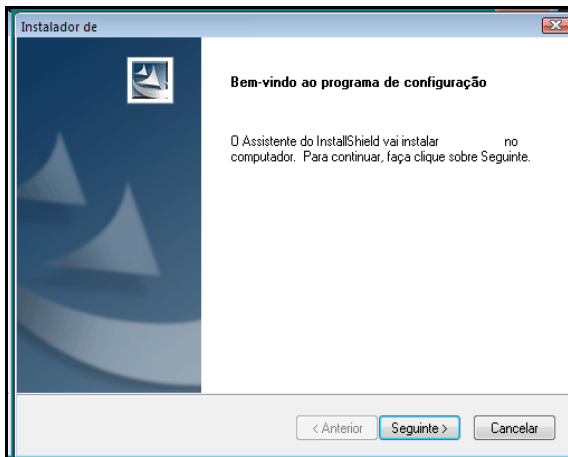 Instalador de
Bem-vindo ao programa de configuração
O Assistente do InstallShield vai instalar no
computador. Para continuar, faça clique sobre Seguinte.
< Anterior Seguinte > Cancelar